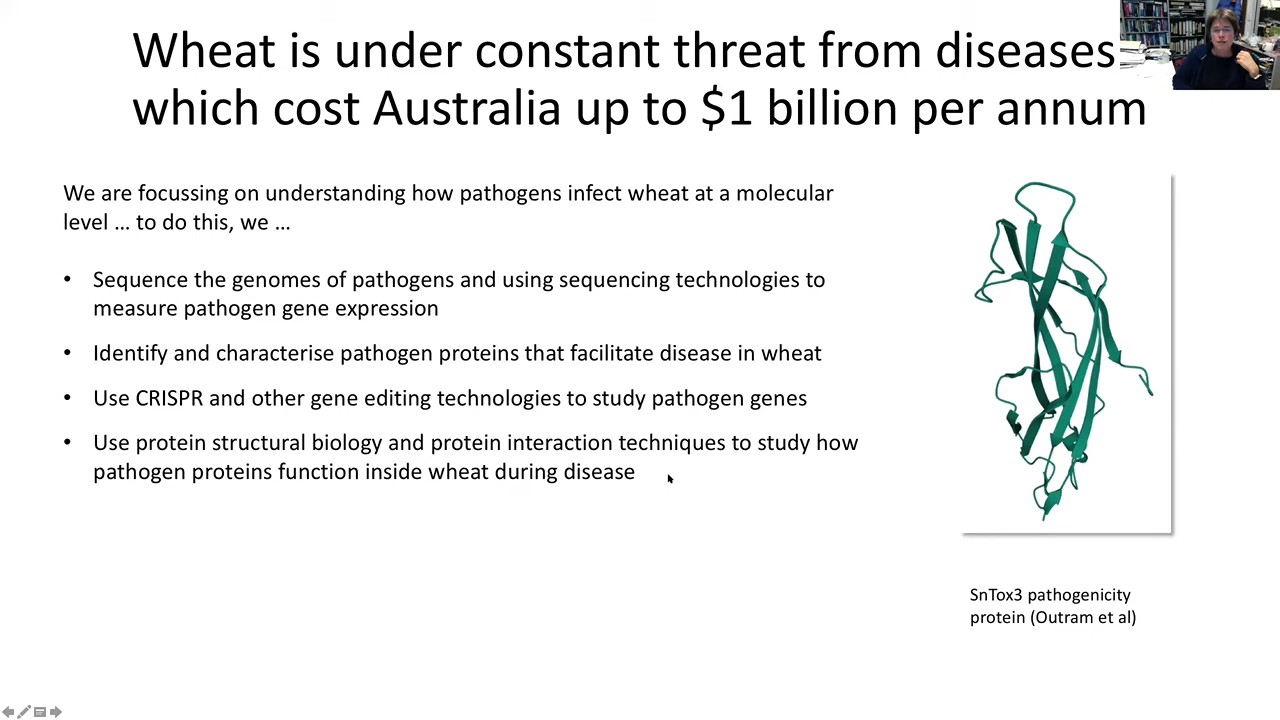 Wheat is under constant threat from diseases
which cost Australia up to $1 billion per annum
We are focussing on understanding how pathogens infect wheat at a molecular
level ... to do this, we ...
• Sequence the genomes of pathogens and using sequencing technologies to
measure pathogen gene expression
• Identify and characterise pathogen proteins that facilitate disease in wheat
• Use CRISPR and other gene editing technologies to study pathogen genes
• Use protein structural biology and protein interaction techniques to study how
pathogen proteins function inside wheat during disease
SnTox3 pathogenicity
protein (Outram et al)